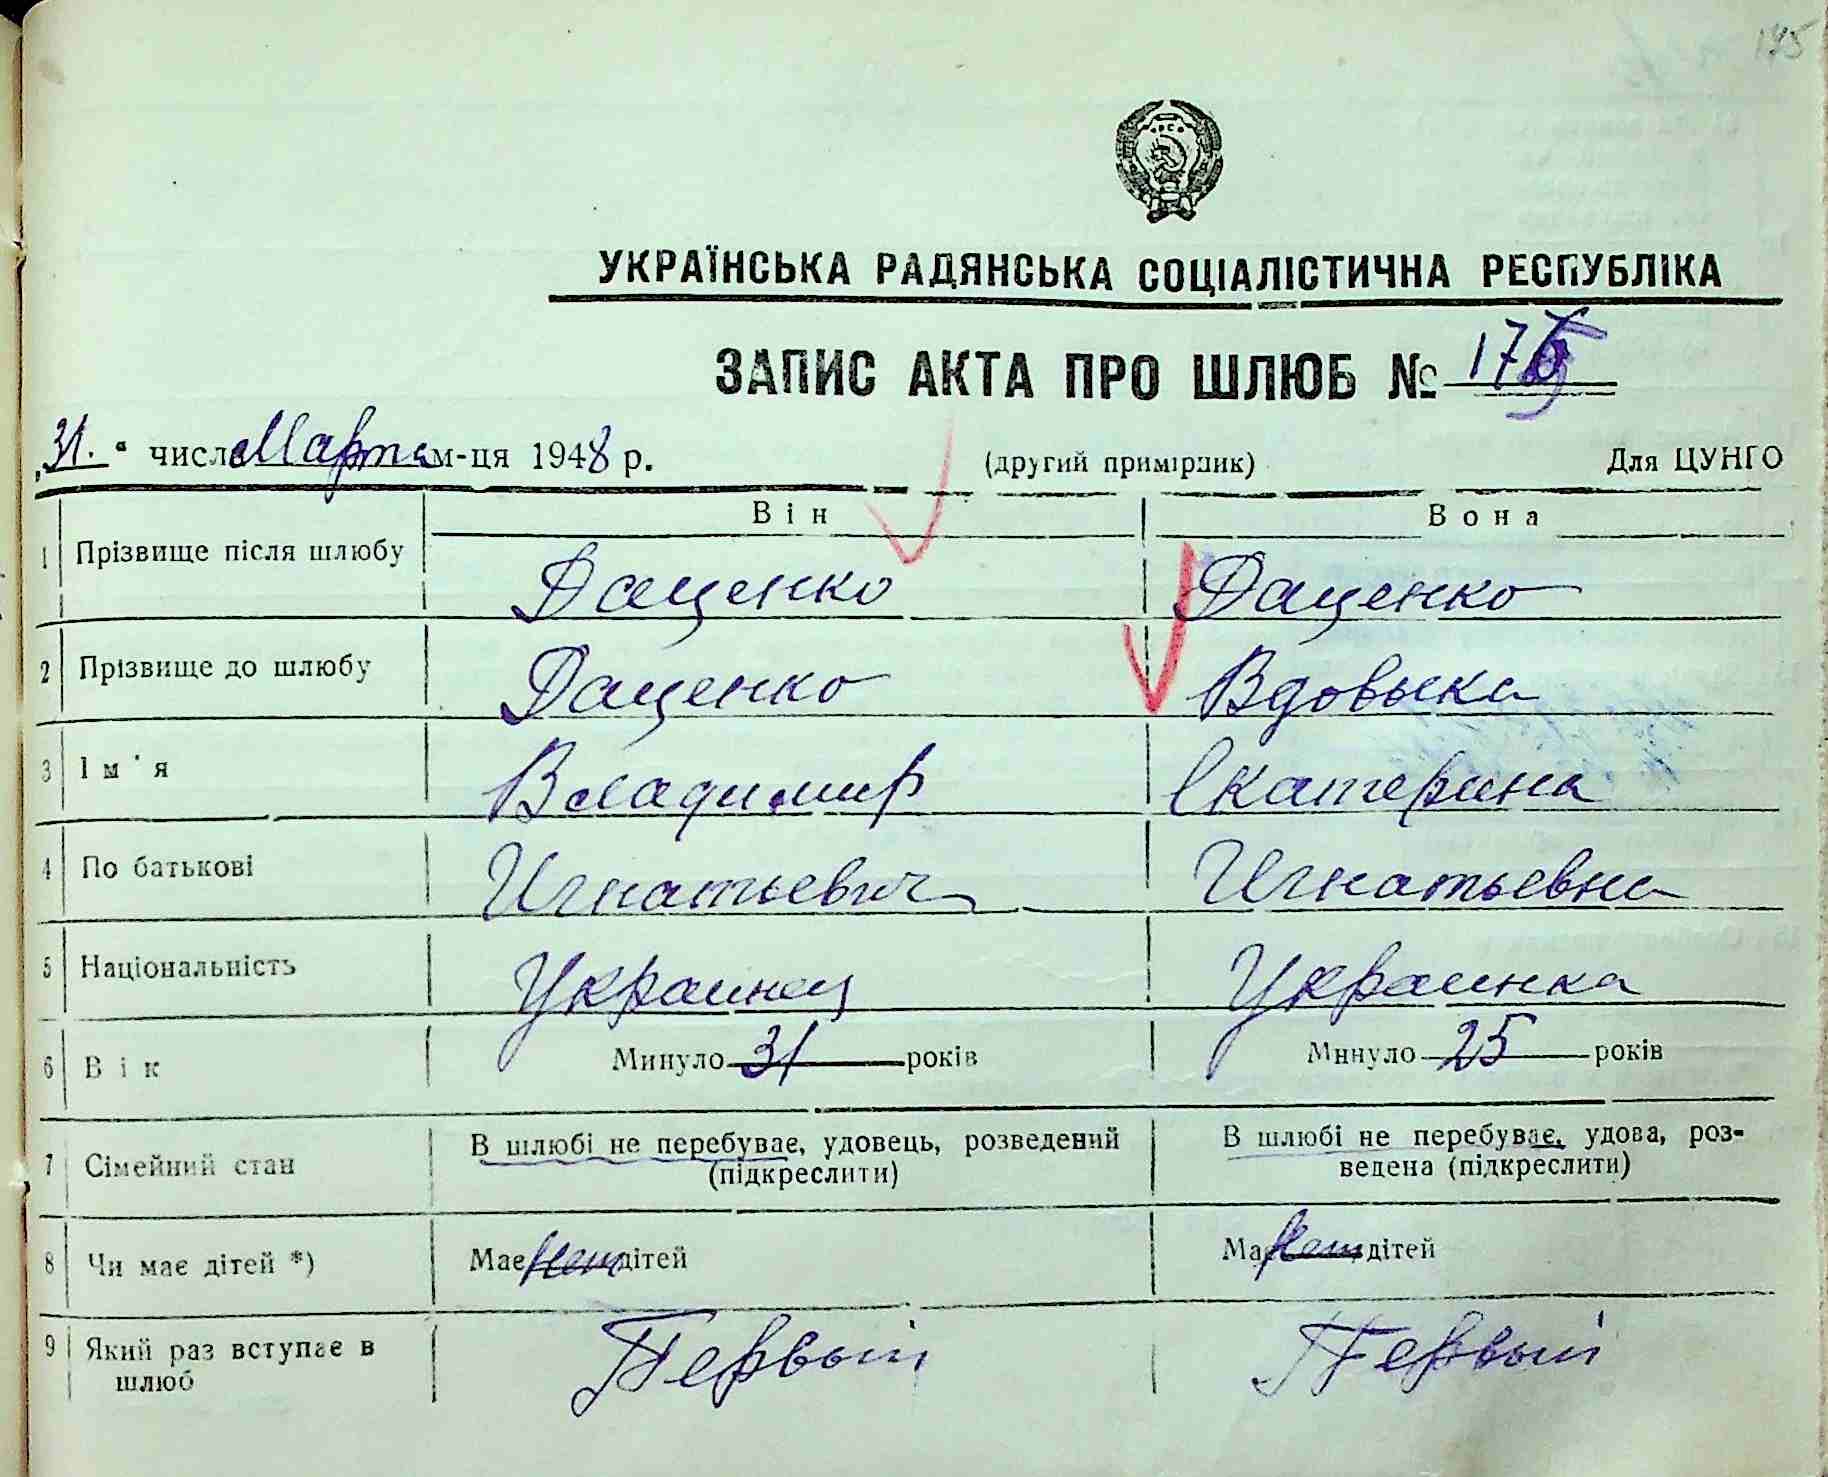 195
УКРАЇНСЬКА РАДЯНСЬКА СОЦІАЛІСТИЧНА РЕСПУБЛІКА
ЗАПИС АКТА ПРО ШЛЮБ № 175
„31.“ числа Марта м-ця 1948 р. (другий примірник) Для ЦУНГО
Він Вона
1 Прізвище після шлюбу Даценко Даценко
2 Прізвище до шлюбу Даценко Вдовыка
3 Ім'я Владимир Екатерина
4 По батькові Игнатьевич Игнатьевна
5 Національність Украинец Украинка
6 Вік Минуло 31 років Минуло 25 років
7 Сімейний стан В шлюбі не перебуває, удовець, розведений (підкреслити) В шлюбі не перебуває, удова, роз-
ведена (підкреслити)
8 Чи має дітей *) Має Нет дітей Має Нет дітей
9 Який раз вступає в шлюб Первый Первый